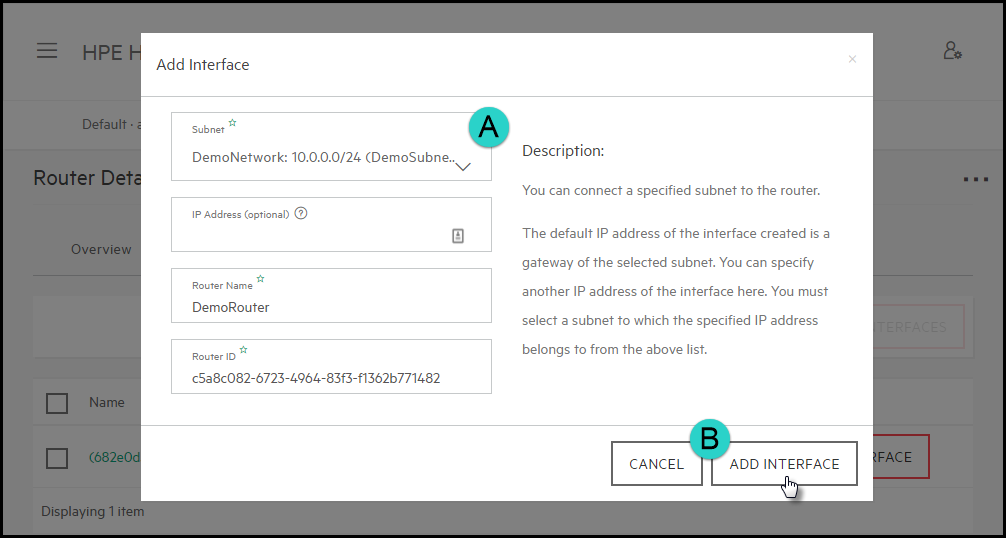 HPE H
Add Interface
×
Default · a
Router Deta
Overview
Subnet
A
DemoNetwork: 10.0.0.0/24 (DemoSubne..
IP Address (optional) ?
Router Name
DemoRouter
Router ID
c5a8c082-6723-4964-83f3-f1362b771482
Description:
You can connect a specified subnet to the router.
The default IP address of the interface created is a
gateway of the selected subnet. You can specify
another IP address of the interface here. You must
select a subnet to which the specified IP address
belongs to from the above list.
TERFACES
Name
(682e0d
B
CANCEL
ADD INTERFACE
RFACE
Displaying 1 item